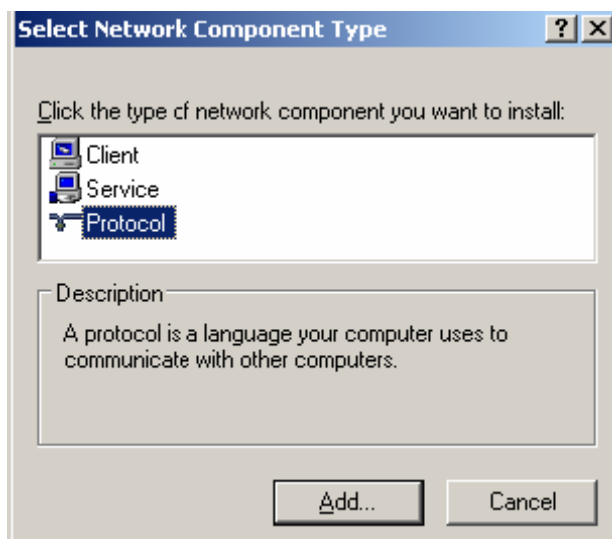 Select Network Component Type
Click the type of network component you want to install:
Client
Service
Protocol
Description
A protocol is a language your computer uses to
communicate with other computers.
Add...
Cancel